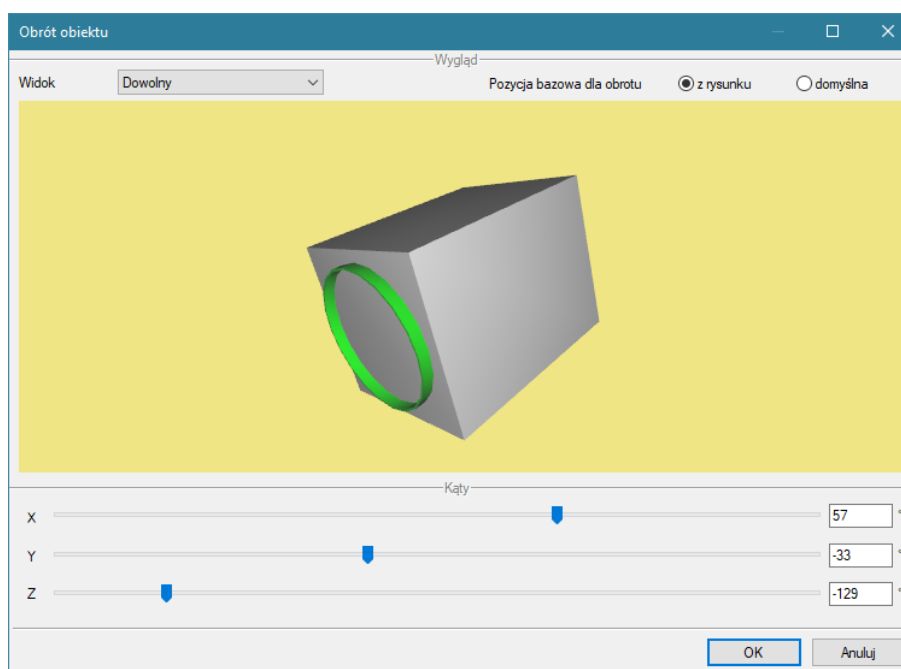 Obrót obiektu
Wygląd
Widok Dowolny Pozycja bazowa dla obrotu z rysunku domyślna
Kąty
X 57 °
Y -33 °
Z -129 °
OK Anuluj